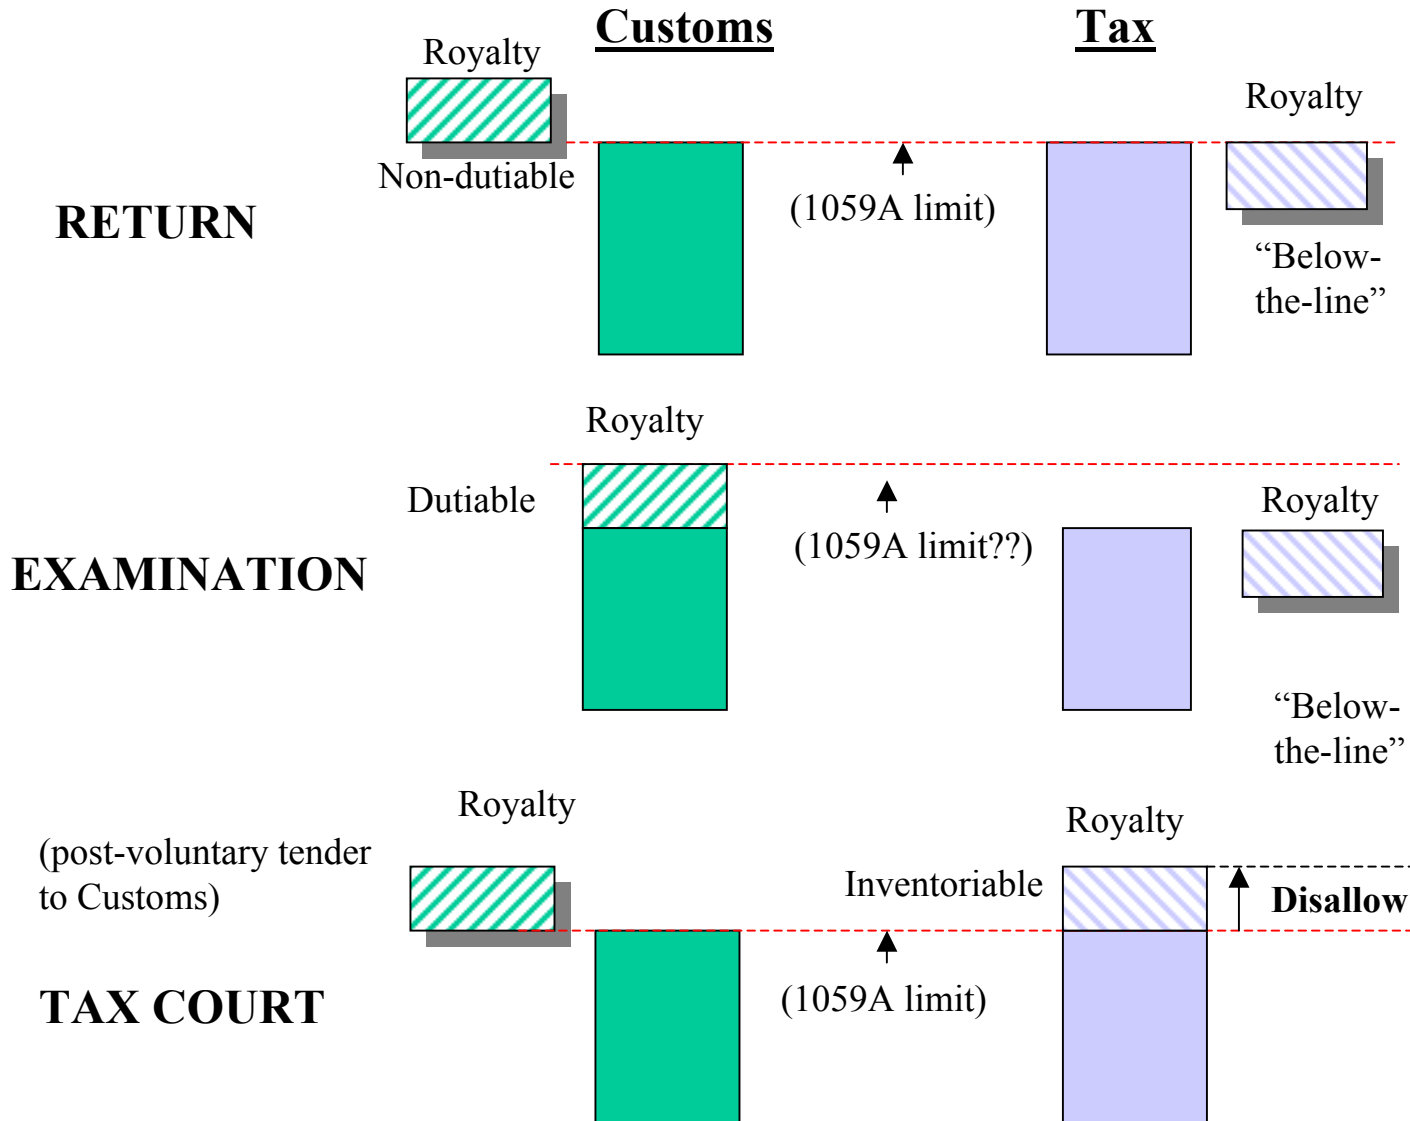 Customs
Tax
Royalty
Royalty
Non-dutiable
(1059A limit)
RETURN
“Below-
the-line”
Royalty
Dutiable
Royalty
(1059A limit??)
EXAMINATION
“Below-
the-line”
Royalty
Royalty
(post-voluntary tender
to Customs)
Inventoriable
Disallow
(1059A limit)
TAX COURT